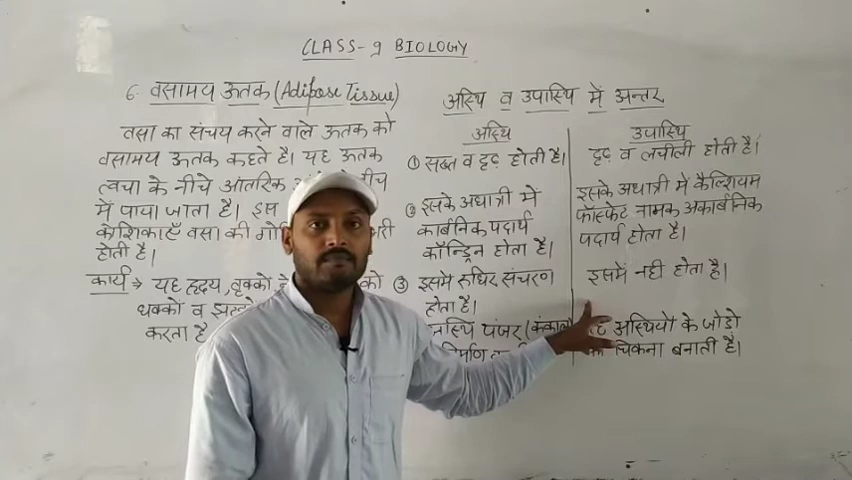 CLASS-9 BIOLOGY
6. वसामय ऊतक (Adipose Tissue)
वसा का संचय करने वाले ऊतक को
वसामय ऊतक कहते है। यह ऊतक
त्वचा के नीचे आंतरिक
में पाया जाता है। इस
कोशिकाएँ वसा की
होती है।
कार्य → यह हृदय, वृक्कों को
धक्कों व
करता है
अस्थि व उपास्थि में अन्तर
अस्थि
① सख्त व दृढ़ होती है।
② इसके अधात्री में
कार्बनिक पदार्थ
कॉन्ड्रिन होता है।
③ इसमें रुधिर संचरण
होता है।
पंजर (कंकाल)
उपास्थि
दृढ़ व लचीली होती है।
इसके अधात्री में कैल्शियम
फॉस्फेट नामक अकार्बनिक
पदार्थ होता है।
इसमें नही होता है।
अस्थियों के जोडो
चिकना बनाती है।